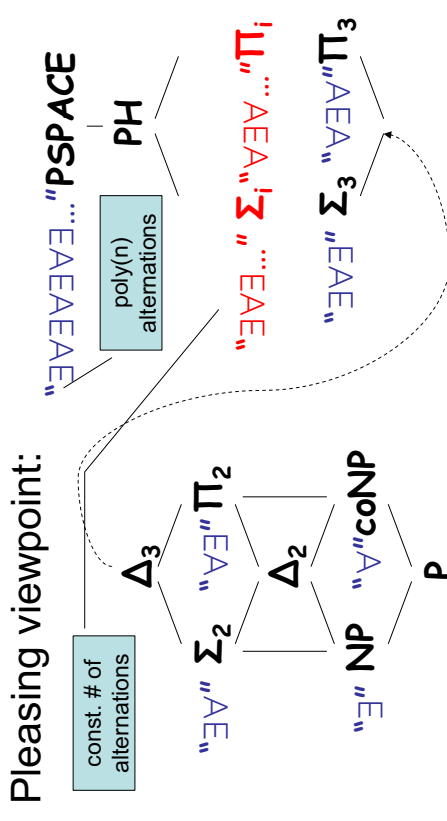 Pleasing viewpoint:
const. # of
alternations
Δ₃
"AE" Σ₂ "EA" Π₂
Δ₂
"E" NP "A" coNP
P
"EAEAEAE…" PSPACE
poly(n)
alternations
PH
"EAE… " Σᵢ "AEA…" Πᵢ
"EAE" Σ₃ "AEA" Π₃